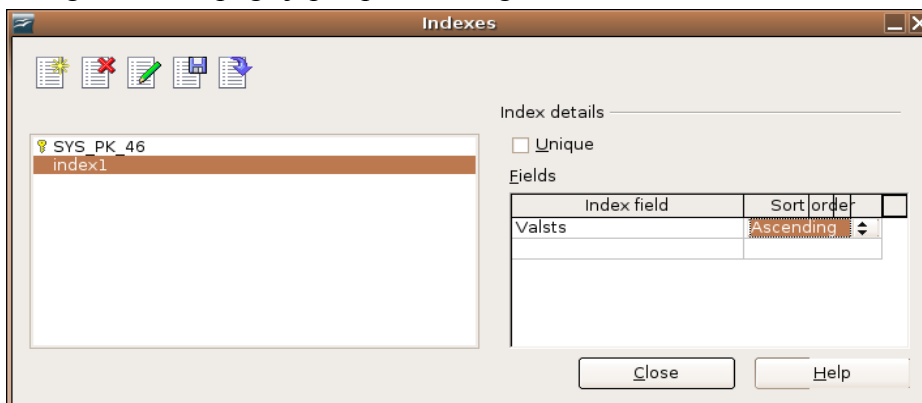 Indexes
Index details
Unique
SYS_PK_46
index1
Fields
Index field Sort order
Valsts Ascending
Close Help